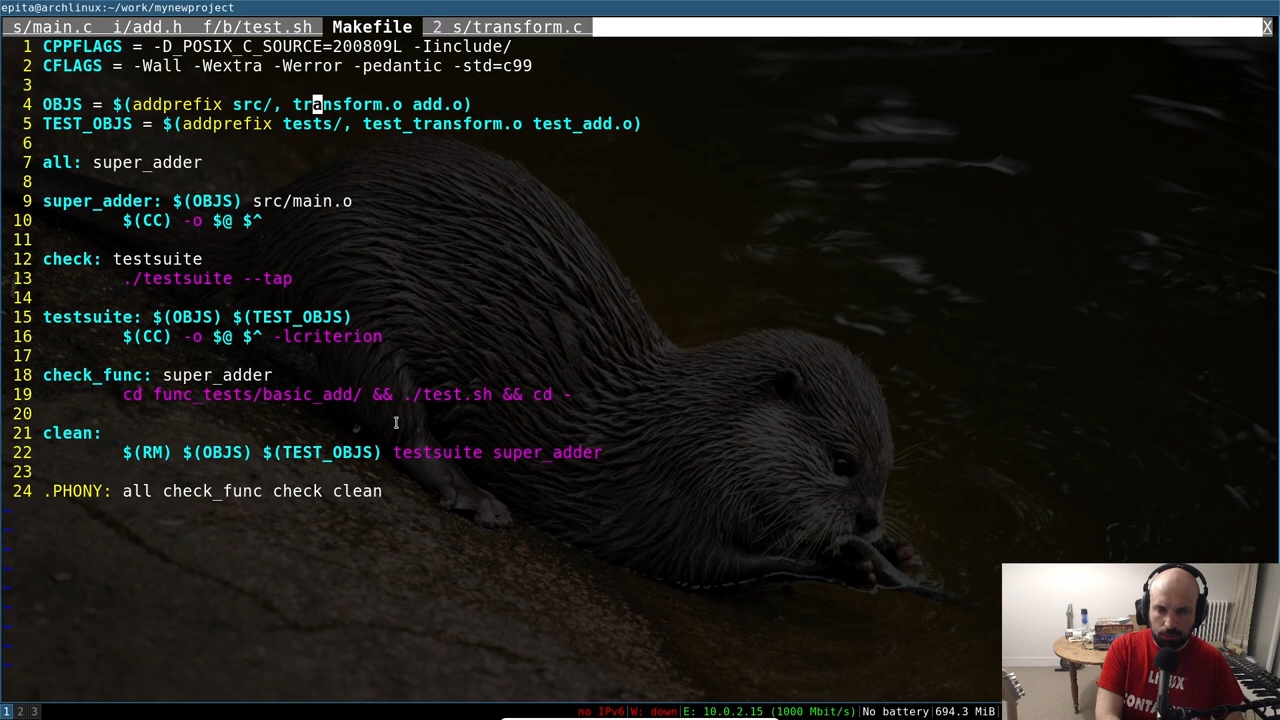 epita@archlinux:~/work/mynewproject
s/main.c i/add.h f/b/test.sh Makefile 2 s/transform.c X
1 CPPFLAGS = -D_POSIX_C_SOURCE=200809L -Iinclude/
2 CFLAGS = -Wall -Wextra -Werror -pedantic -std=c99
3
4 OBJS = $(addprefix src/, transform.o add.o)
5 TEST_OBJS = $(addprefix tests/, test_transform.o test_add.o)
6
7 all: super_adder
8
9 super_adder: $(OBJS) src/main.o
10 $(CC) -o $@ $^
11
12 check: testsuite
13 ./testsuite --tap
14
15 testsuite: $(OBJS) $(TEST_OBJS)
16 $(CC) -o $@ $^ -lcriterion
17
18 check_func: super_adder
19 cd func_tests/basic_add/ && ./test.sh && cd -
20
21 clean:
22 $(RM) $(OBJS) $(TEST_OBJS) testsuite super_adder
23
24 .PHONY: all check_func check clean
~
~
~
~
~
~
~
~
~
LINUX
1 2 3 no IPv6|W: down|E: 10.0.2.15 (1000 Mbit/s)|No battery|694.3 MiB